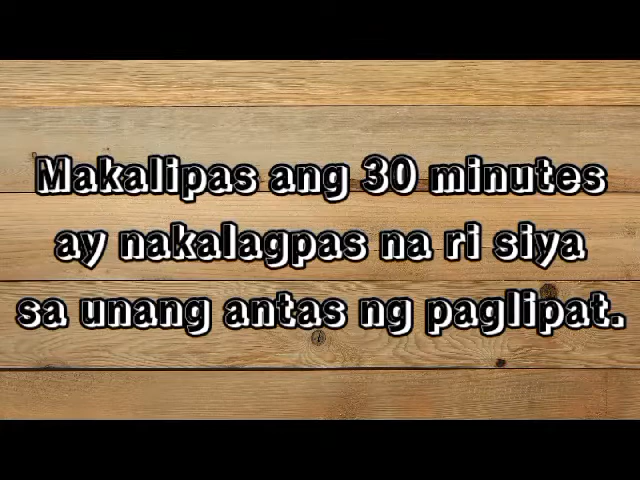 Makalipas ang 30 minutes
ay nakalagpas na ri siya
sa unang antas ng paglipat.